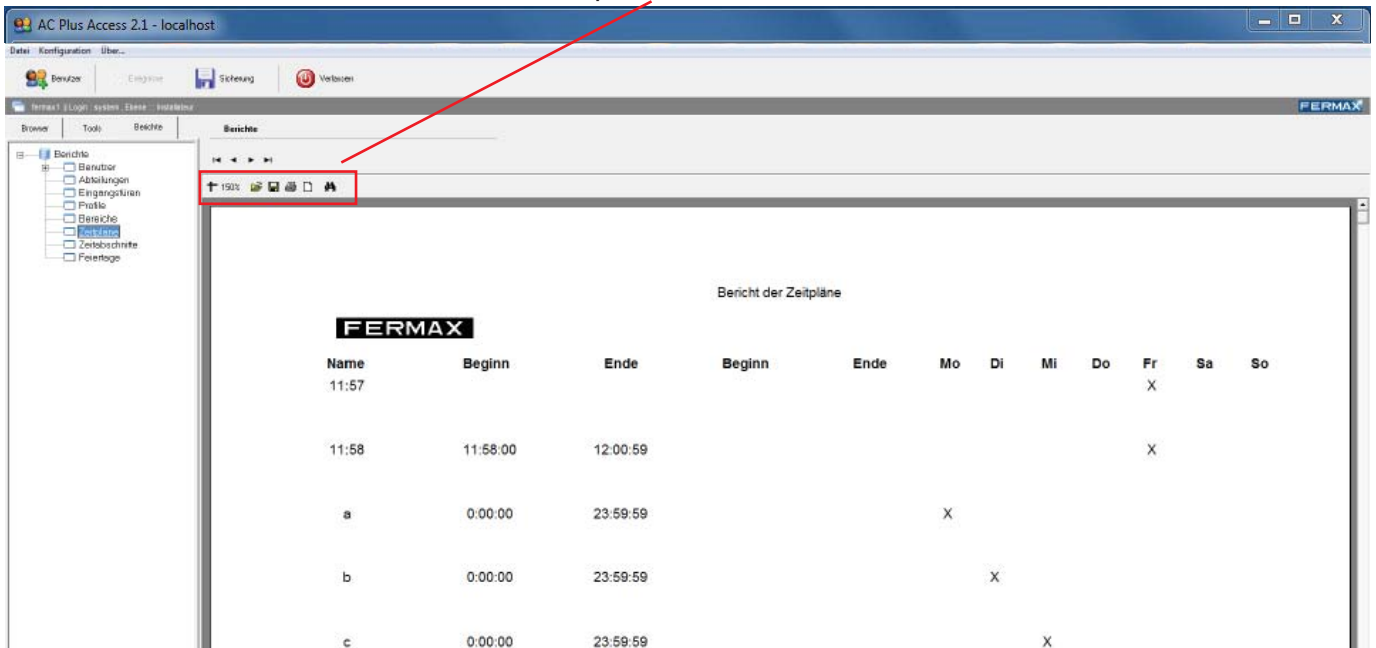 AC Plus Access 2.1 - localhost
Datei Konfiguration Über...
Benutzer Ereignisse Sicherung Verlassen
fermax1 | Login: system, Ebene: Installateur
FERMAX
Browser Tools Berichte Berichte
Berichte
Benutzer
Abteilungen
Eingangstüren
Profile
Bereiche
Zeitpläne
Zeitabschnitte
Feiertage
150%
Bericht der Zeitpläne
FERMAX
Name Beginn Ende Beginn Ende Mo Di Mi Do Fr Sa So
11:57 X
11:58 11:58:00 12:00:59 X
a 0:00:00 23:59:59 X
b 0:00:00 23:59:59 X
c 0:00:00 23:59:59 X